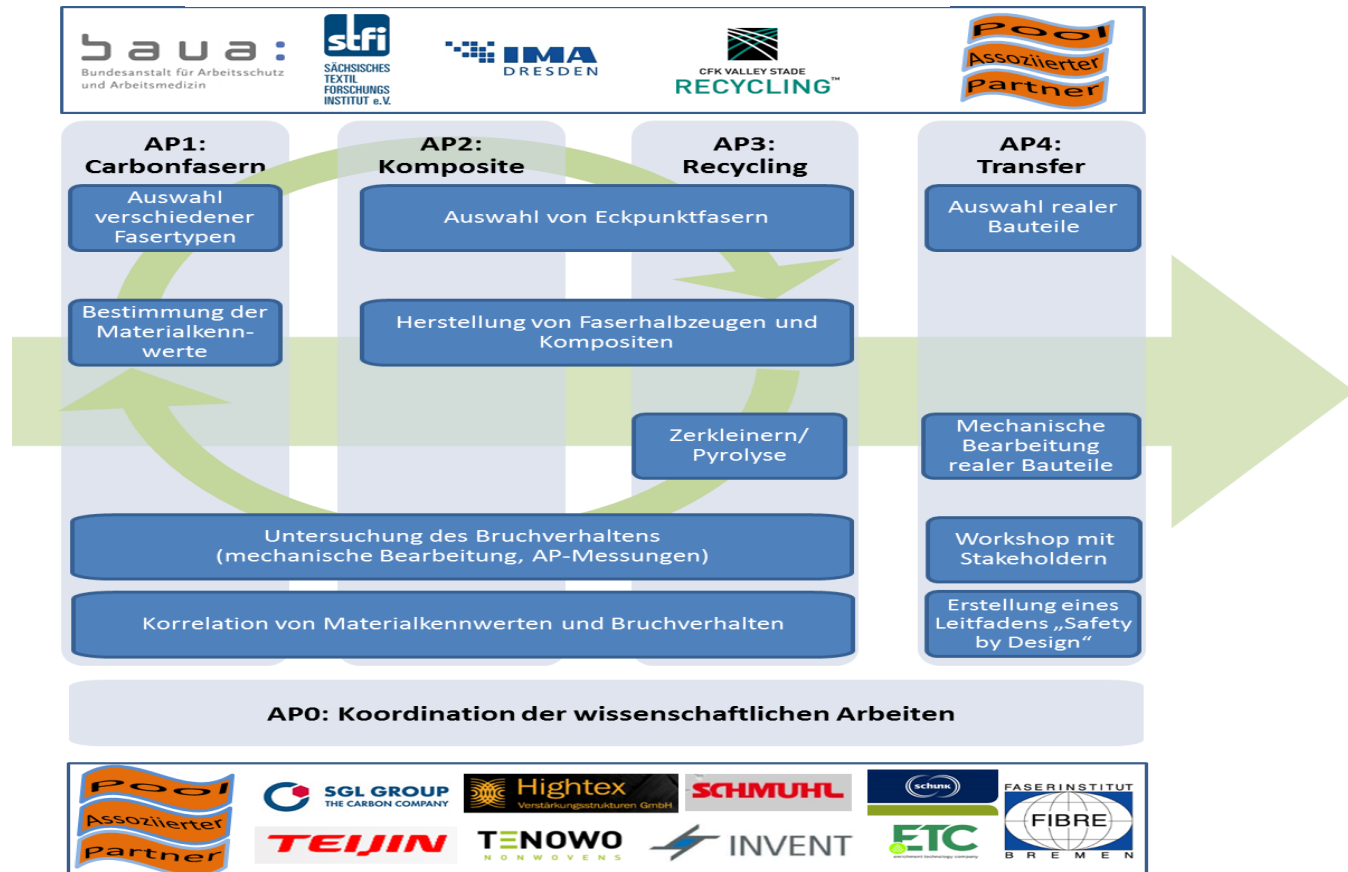 baua:
Bundesanstalt für Arbeitsschutz
und Arbeitsmedizin
stfi
SÄCHSISCHES
TEXTIL
FORSCHUNGS
INSTITUT e.V.
IMA
DRESDEN
CFK VALLEY STADE
RECYCLING™
Pool
Assoziierter
Partner
AP1:
Carbonfasern
AP2:
Komposite
AP3:
Recycling
AP4:
Transfer
Auswahl
verschiedener
Fasertypen
Auswahl von Eckpunktfasern
Auswahl realer
Bauteile
Bestimmung der
Materialkenn-
werte
Herstellung von Faserhalbzeugen und
Kompositen
Zerkleinern/
Pyrolyse
Mechanische
Bearbeitung
realer Bauteile
Untersuchung des Bruchverhaltens
(mechanische Bearbeitung, AP-Messungen)
Workshop mit
Stakeholdern
Korrelation von Materialkennwerten und Bruchverhalten
Erstellung eines
Leitfadens „Safety
by Design“
AP0: Koordination der wissenschaftlichen Arbeiten
Pool
Assoziierter
Partner
SGL GROUP
THE CARBON COMPANY
Hightex
Verstärkungsstrukturen GmbH
SCHMUHL
schunk
FASERINSTITUT
FIBRE
BREMEN
TEIJIN
TENOWO
NONWOVENS
INVENT
ETC
enrichment technology company